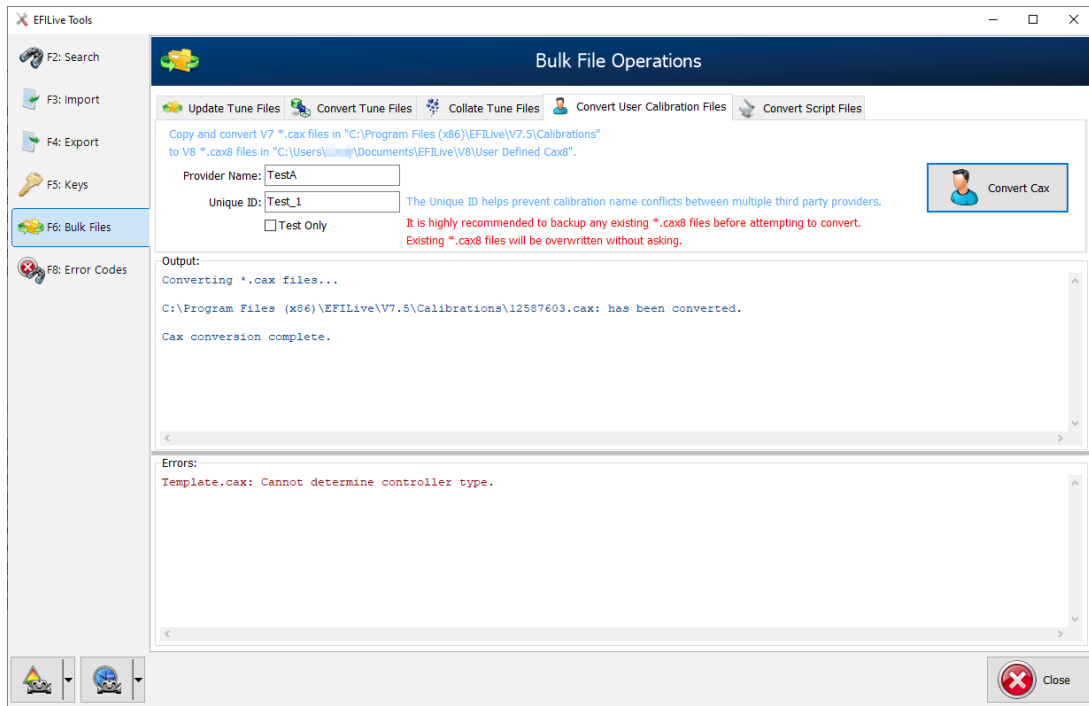 EFILive Tools
F2: Search
F3: Import
F4: Export
F5: Keys
F6: Bulk Files
F8: Error Codes
Bulk File Operations
Update Tune Files
Convert Tune Files
Collate Tune Files
Convert User Calibration Files
Convert Script Files
Copy and convert V7 *.cax files in "C:\Program Files (x86)\EFILive\V7.5\Calibrations"
to V8 *.cax8 files in "C:\Users\ \Documents\EFILive\V8\User Defined Cax8".
Provider Name: TestA
Unique ID: Test_1 The Unique ID helps prevent calibration name conflicts between multiple third party providers.
Test Only It is highly recommended to backup any existing *.cax8 files before attempting to convert.
Existing *.cax8 files will be overwritten without asking.
Convert Cax
Output:
Converting *.cax files...
C:\Program Files (x86)\EFILive\V7.5\Calibrations\12587603.cax: has been converted.
Cax conversion complete.
Errors:
Template.cax: Cannot determine controller type.
Close